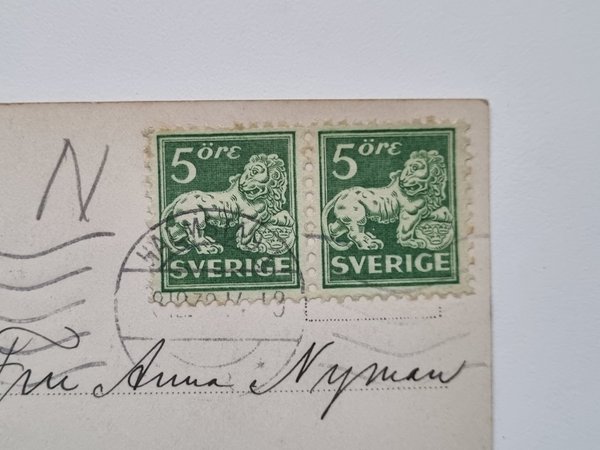 N
5 ÖRE 5 ÖRE
SVERIGE SVERIGE
Fru Anna Nyman